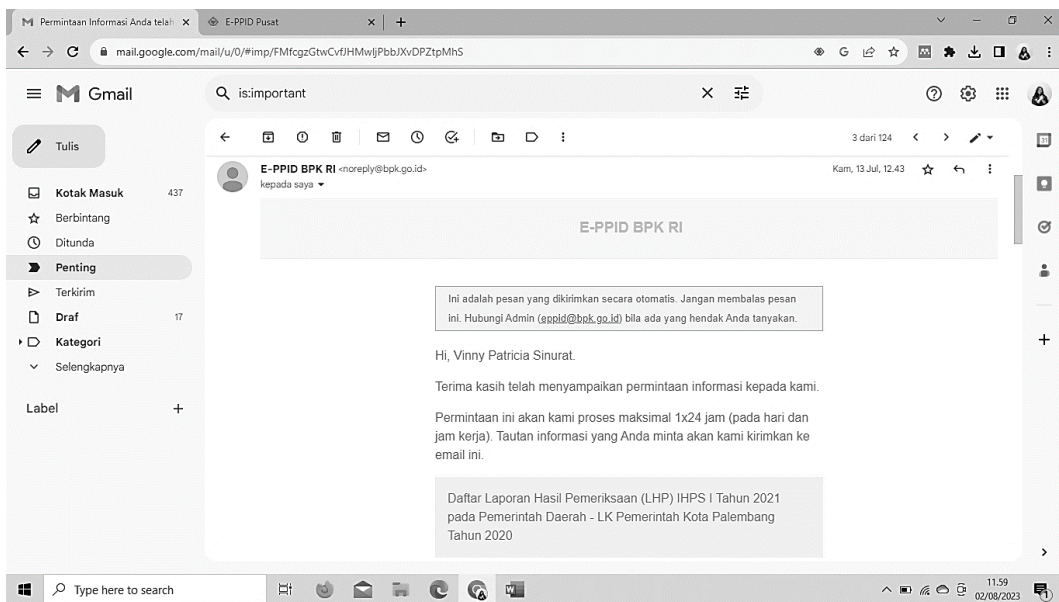 Permintaan Informasi Anda telah
E-PPID Pusat
mail.google.com/mail/u/0/#imp/FMfcgzGtwCvfJHMwljPbbJXvDPZtpMhS
Gmail
is:important
Tulis
3 dari 124
Kotak Masuk 437
Berbintang
Ditunda
Penting
Terkirim
Draf 17
Kategori
Selengkapnya
Label
E-PPID BPK RI <noreply@bpk.go.id>
Kam, 13 Jul, 12.43
kepada saya
E-PPID BPK RI
Ini adalah pesan yang dikirimkan secara otomatis. Jangan membalas pesan
ini. Hubungi Admin (eppid@bpk.go.id) bila ada yang hendak Anda tanyakan.
Hi, Vinny Patricia Sinurat.
Terima kasih telah menyampaikan permintaan informasi kepada kami.
Permintaan ini akan kami proses maksimal 1x24 jam (pada hari dan
jam kerja). Tautan informasi yang Anda minta akan kami kirimkan ke
email ini.
Daftar Laporan Hasil Pemeriksaan (LHP) IHPS I Tahun 2021
pada Pemerintah Daerah - LK Pemerintah Kota Palembang
Tahun 2020
Type here to search
11.59
02/08/2023